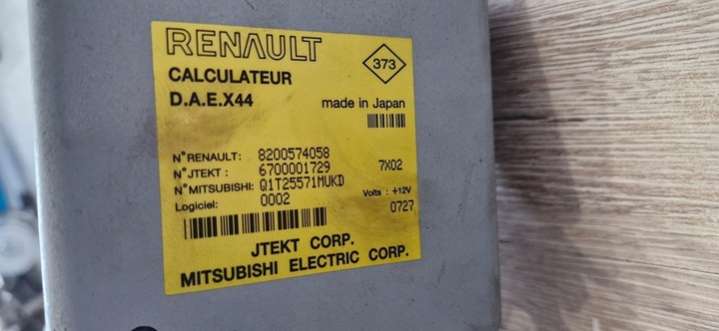 RENAULT
373
CALCULATEUR
D.A.E.X44
made in Japan
N°RENAULT: 8200574058
N°JTEKT : 6700001729 7X02
N°MITSUBISHI: Q1T25571MUKD
Logiciel: 0002 Volts : +12V
0727
JTEKT CORP.
MITSUBISHI ELECTRIC CORP.